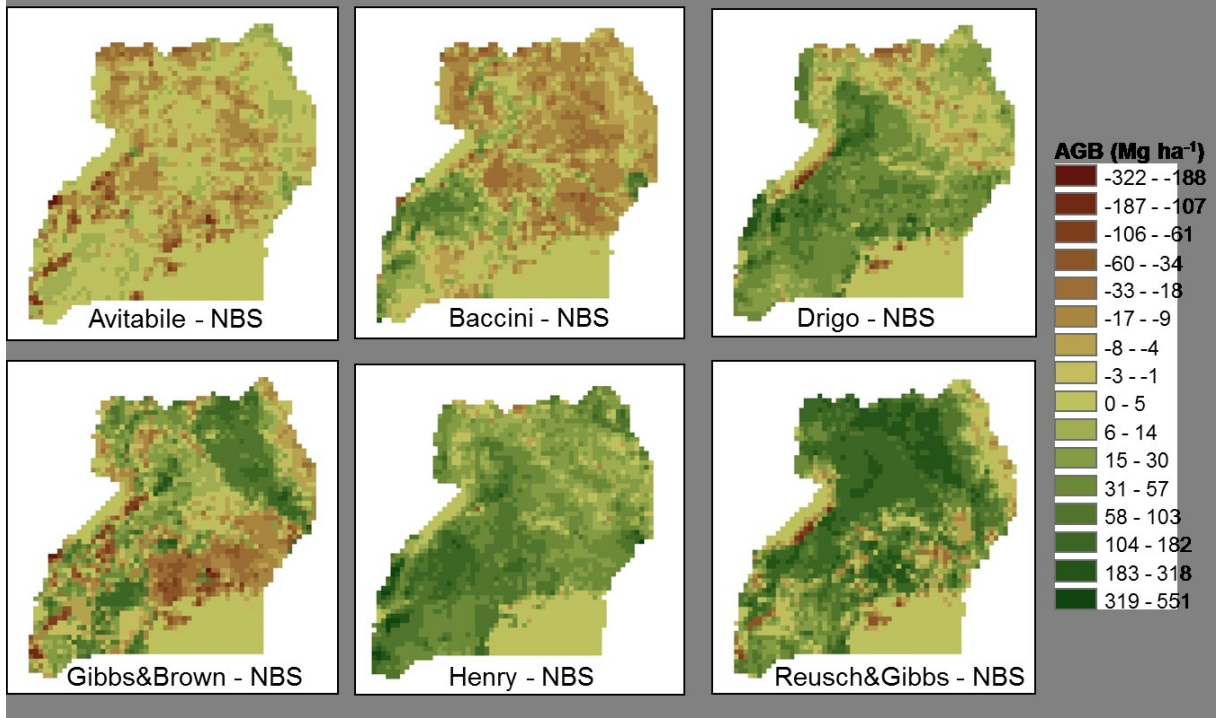 Avitabile - NBS
Baccini - NBS
Drigo - NBS
Gibbs&Brown - NBS
Henry - NBS
Reusch&Gibbs - NBS
AGB (Mg ha⁻¹)
-322 - -188
-187 - -107
-106 - -61
-60 - -34
-33 - -18
-17 - -9
-8 - -4
-3 - -1
0 - 5
6 - 14
15 - 30
31 - 57
58 - 103
104 - 182
183 - 318
319 - 551